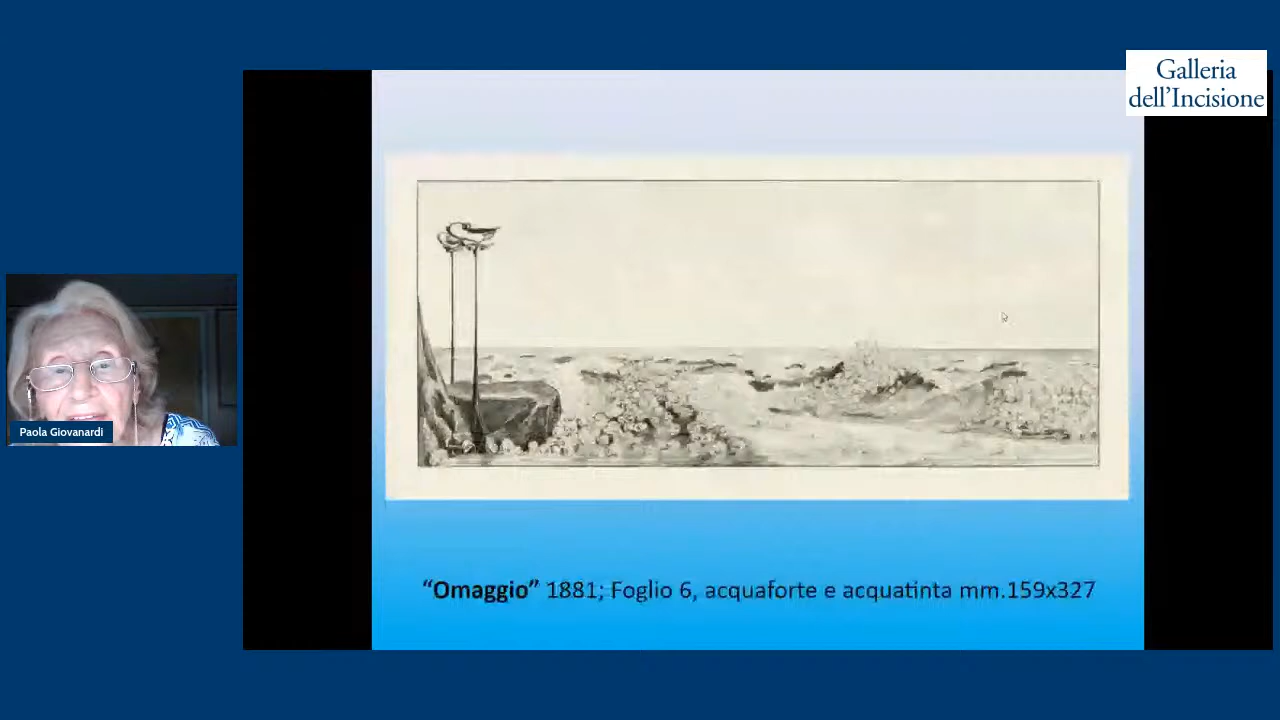 Galleria
dell'Incisione
Paola Giovanardi
“Omaggio” 1881; Foglio 6, acquaforte e acquatinta mm.159x327